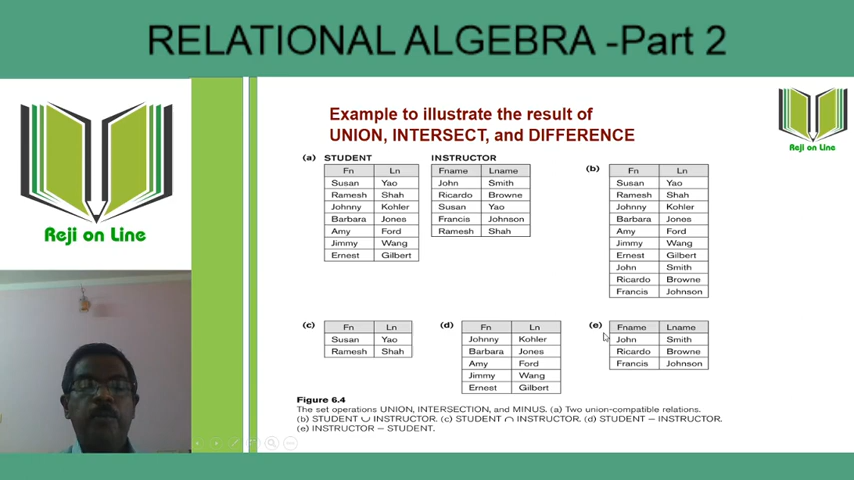 RELATIONAL ALGEBRA -Part 2
Reji on Line
Reji on Line
Example to illustrate the result of
UNION, INTERSECT, and DIFFERENCE
(a) STUDENT INSTRUCTOR
Fn Ln
Susan Yao
Ramesh Shah
Johnny Kohler
Barbara Jones
Amy Ford
Jimmy Wang
Ernest Gilbert
Fname Lname
John Smith
Ricardo Browne
Susan Yao
Francis Johnson
Ramesh Shah
(b)
Fn Ln
Susan Yao
Ramesh Shah
Johnny Kohler
Barbara Jones
Amy Ford
Jimmy Wang
Ernest Gilbert
John Smith
Ricardo Browne
Francis Johnson
(c)
Fn Ln
Susan Yao
Ramesh Shah
(d)
Fn Ln
Johnny Kohler
Barbara Jones
Amy Ford
Jimmy Wang
Ernest Gilbert
(e)
Fname Lname
John Smith
Ricardo Browne
Francis Johnson
Figure 6.4
The set operations UNION, INTERSECTION, and MINUS. (a) Two union-compatible relations.
(b) STUDENT ∪ INSTRUCTOR. (c) STUDENT ∩ INSTRUCTOR. (d) STUDENT − INSTRUCTOR.
(e) INSTRUCTOR − STUDENT.